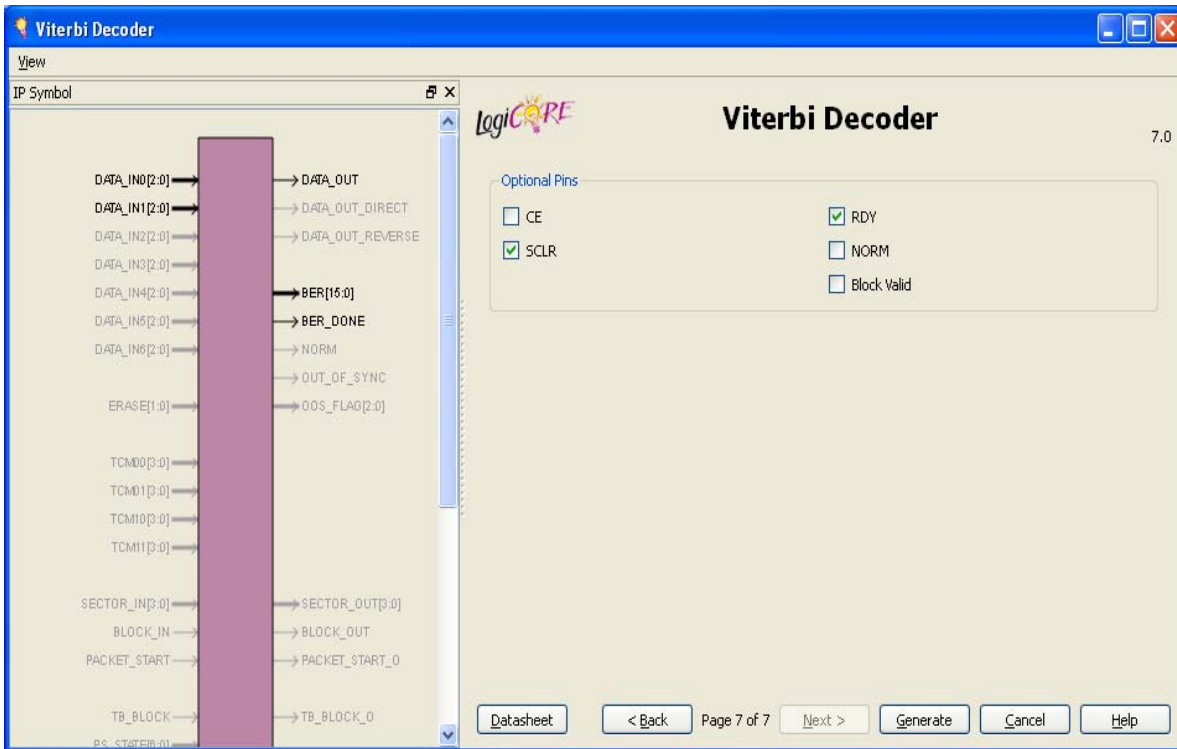 Viterbi Decoder
View
IP Symbol
DATA_IN0[2:0]
DATA_IN1[2:0]
DATA_IN2[2:0]
DATA_IN3[2:0]
DATA_IN4[2:0]
DATA_IN5[2:0]
DATA_IN6[2:0]
ERASE[1:0]
TCM00[3:0]
TCM01[3:0]
TCM10[3:0]
TCM11[3:0]
SECTOR_IN[3:0]
BLOCK_IN
PACKET_START
TB_BLOCK
PS_STATE[6:0]
DATA_OUT
DATA_OUT_DIRECT
DATA_OUT_REVERSE
BER[15:0]
BER_DONE
NORM
OUT_OF_SYNC
OOS_FLAG[2:0]
SECTOR_OUT[3:0]
BLOCK_OUT
PACKET_START_O
TB_BLOCK_O
LogiCORE
Viterbi Decoder
7.0
Optional Pins
CE
SCLR
RDY
NORM
Block Valid
Datasheet
< Back
Page 7 of 7
Next >
Generate
Cancel
Help